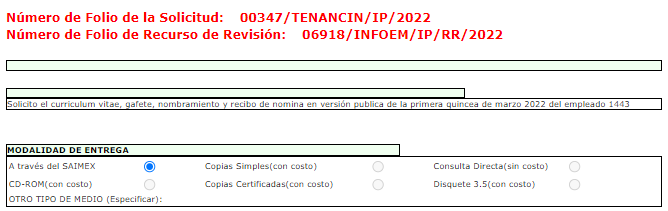 Número de Folio de la Solicitud: 00347/TENANCIN/IP/2022
Número de Folio de Recurso de Revisión: 06918/INFOEM/IP/RR/2022
Solicito el curriculum vitae, gafete, nombramiento y recibo de nomina en versión publica de la primera quincea de marzo 2022 del empleado 1443
MODALIDAD DE ENTREGA
A través del SAIMEX Copias Simples(con costo) Consulta Directa(sin costo)
CD-ROM(con costo) Copias Certificadas(con costo) Disquete 3.5(con costo)
OTRO TIPO DE MEDIO (Especificar):